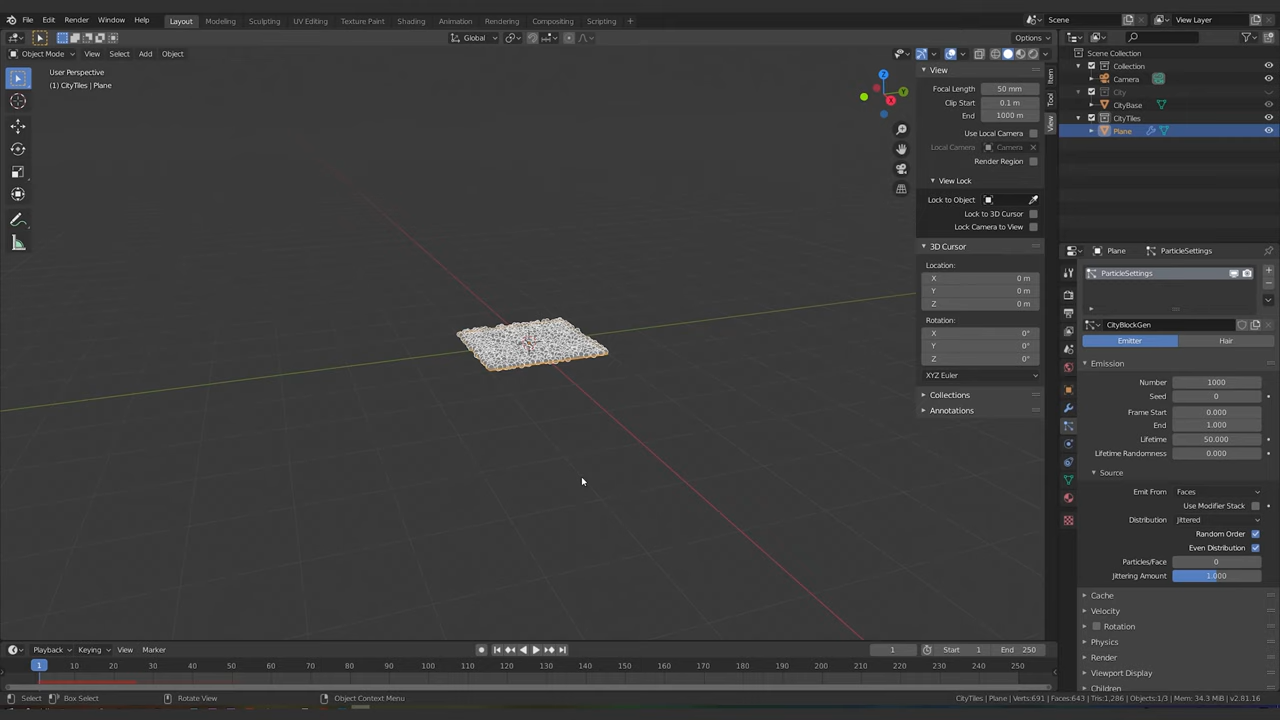 File Edit Render Window Help Layout Modeling Sculpting UV Editing Texture Paint Shading Animation Rendering Compositing Scripting + Scene View Layer
Global Options
Object Mode View Select Add Object
User Perspective
(1) CityTiles | Plane
Z
Y
X
View
Focal Length 50 mm
Clip Start 0.1 m
End 1000 m
Use Local Camera
Local Camera Camera
Render Region
View Lock
Lock to Object
Lock to 3D Cursor
Lock Camera to View
3D Cursor
Location:
X 0 m
Y 0 m
Z 0 m
Rotation:
X 0°
Y 0°
Z 0°
XYZ Euler
Collections
Annotations
Item
Tool
View
Scene Collection
Collection
Camera
City
CityBase
CityTiles
Plane
Plane ParticleSettings
ParticleSettings
CityBlockGen
Emitter Hair
Emission
Number 1000
Seed 0
Frame Start 0.000
End 1.000
Lifetime 50.000
Lifetime Randomness 0.000
Source
Emit From Faces
Use Modifier Stack
Distribution Jittered
Random Order
Even Distribution
Particles/Face 0
Jittering Amount 1.000
Cache
Velocity
Rotation
Physics
Render
Viewport Display
Children
Playback Keying View Marker 1 Start 1 End 250
1 10 20 30 40 50 60 70 80 90 100 110 120 130 140 150 160 170 180 190 200 210 220 230 240 250
Select Box Select Rotate View Object Context Menu CityTiles | Plane | Verts:691 | Faces:643 | Tris:1,286 | Objects:1/3 | Mem: 34.3 MiB | v2.81.16